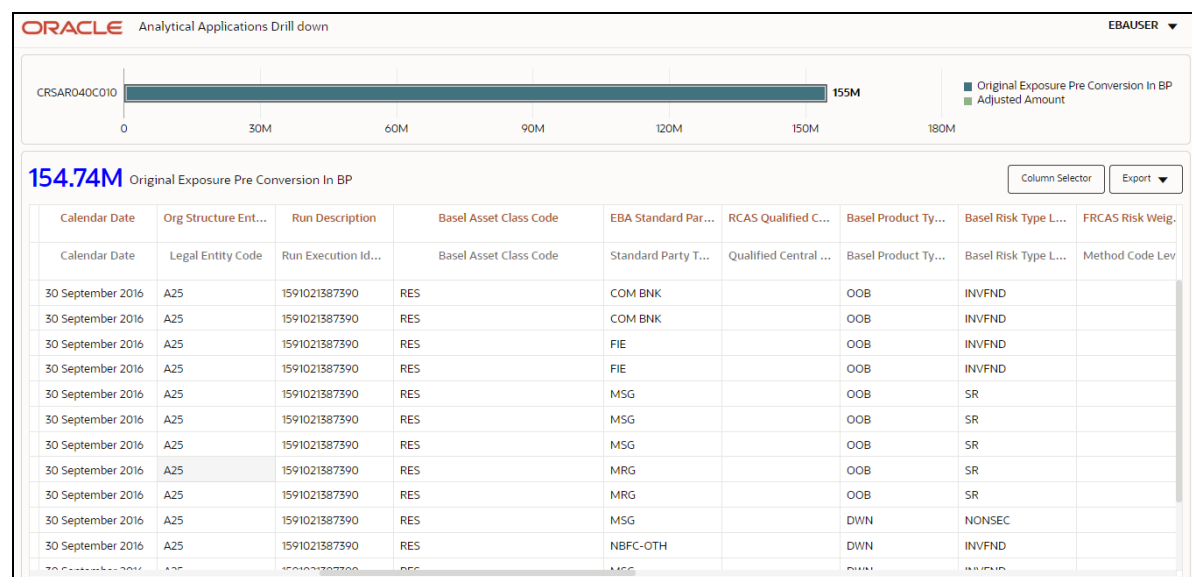 ORACLE Analytical Applications Drill down EBAUSER
CRSAR040C010 155M Original Exposure Pre Conversion In BP
Adjusted Amount
0 30M 60M 90M 120M 150M 180M
154.74M Original Exposure Pre Conversion In BP Column Selector Export
Calendar Date Org Structure Ent... Run Description Basel Asset Class Code EBA Standard Par... RCAS Qualified C... Basel Product Ty... Basel Risk Type L... FRCAS Risk Weig.
Calendar Date Legal Entity Code Run Execution Id... Basel Asset Class Code Standard Party T... Qualified Central ... Basel Product Ty... Basel Risk Type L... Method Code Lev
30 September 2016 A25 1591021387390 RES COM BNK OOB INVFND
30 September 2016 A25 1591021387390 RES COM BNK OOB INVFND
30 September 2016 A25 1591021387390 RES FIE OOB INVFND
30 September 2016 A25 1591021387390 RES FIE OOB INVFND
30 September 2016 A25 1591021387390 RES MSG OOB SR
30 September 2016 A25 1591021387390 RES MSG OOB SR
30 September 2016 A25 1591021387390 RES MSG OOB SR
30 September 2016 A25 1591021387390 RES MRG OOB SR
30 September 2016 A25 1591021387390 RES MRG OOB SR
30 September 2016 A25 1591021387390 RES MSG DWN NONSEC
30 September 2016 A25 1591021387390 RES NBFC-OTH DWN INVFND